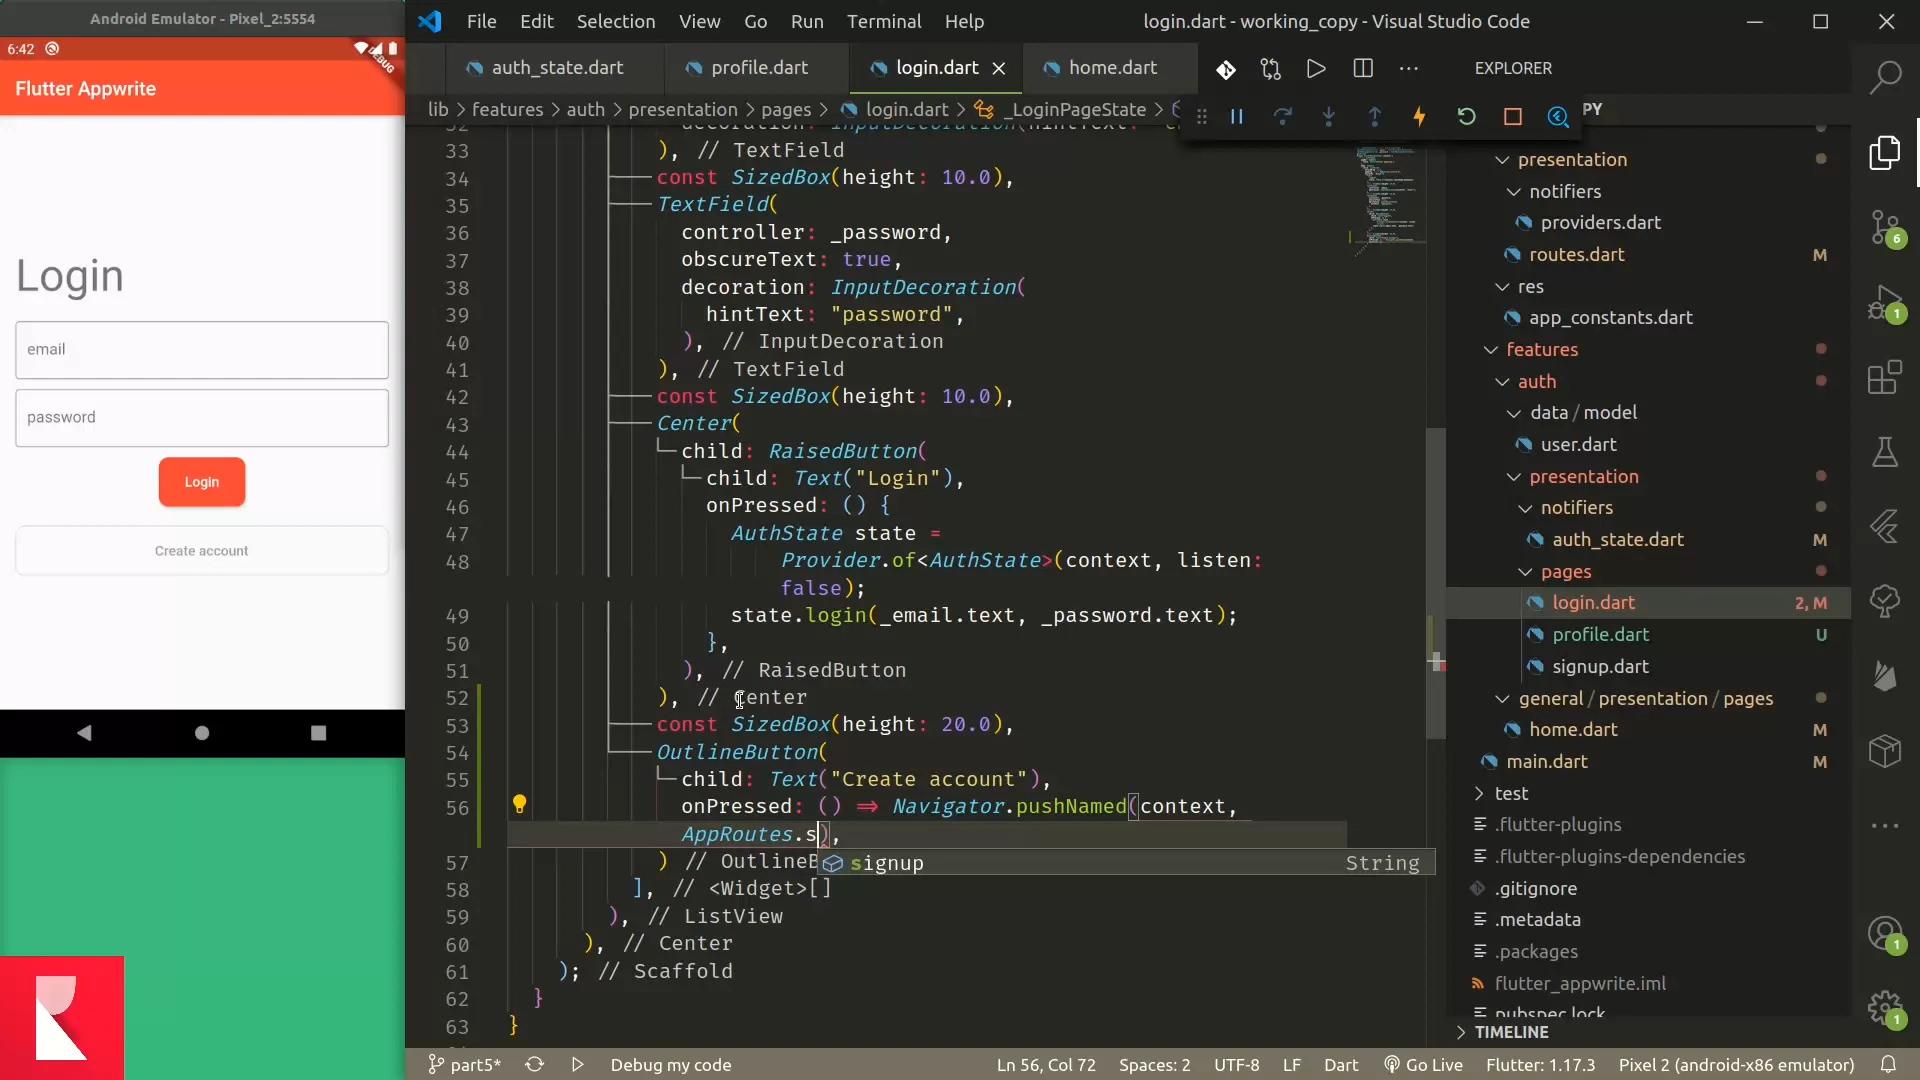 Android Emulator - Pixel_2:5554
6:42
DEBUG
Flutter Appwrite
Login
email
password
Login
Create account
File Edit Selection View Go Run Terminal Help
login.dart - working_copy - Visual Studio Code
auth_state.dart
profile.dart
login.dart
home.dart
lib > features > auth > presentation > pages > login.dart > _LoginPageState >
33 ), // TextField
34 const SizedBox(height: 10.0),
35 TextField(
36 controller: _password,
37 obscureText: true,
38 decoration: InputDecoration(
39 hintText: "password",
40 ), // InputDecoration
41 ), // TextField
42 const SizedBox(height: 10.0),
43 Center(
44 child: RaisedButton(
45 child: Text("Login"),
46 onPressed: () {
47 AuthState state =
48 Provider.of<AuthState>(context, listen:
false);
49 state.login(_email.text, _password.text);
50 },
51 ), // RaisedButton
52 ), // Center
53 const SizedBox(height: 20.0),
54 OutlineButton(
55 child: Text("Create account"),
56 onPressed: () => Navigator.pushNamed(context,
AppRoutes.s),
57 ) // OutlineB
signup String
58 ], // <Widget>[]
59 ), // ListView
60 ), // Center
61 ); // Scaffold
62 }
63 }
EXPLORER
PY
presentation
notifiers
providers.dart
routes.dart M
res
app_constants.dart
features
auth
data / model
user.dart
presentation
notifiers
auth_state.dart M
pages
login.dart 2, M
profile.dart U
signup.dart
general / presentation / pages
home.dart M
main.dart M
test
.flutter-plugins
.flutter-plugins-dependencies
.gitignore
.metadata
.packages
flutter_appwrite.iml
pubspec.lock
TIMELINE
6
1
1
1
part5*
Debug my code
Ln 56, Col 72
Spaces: 2
UTF-8
LF
Dart
Go Live
Flutter: 1.17.3
Pixel 2 (android-x86 emulator)